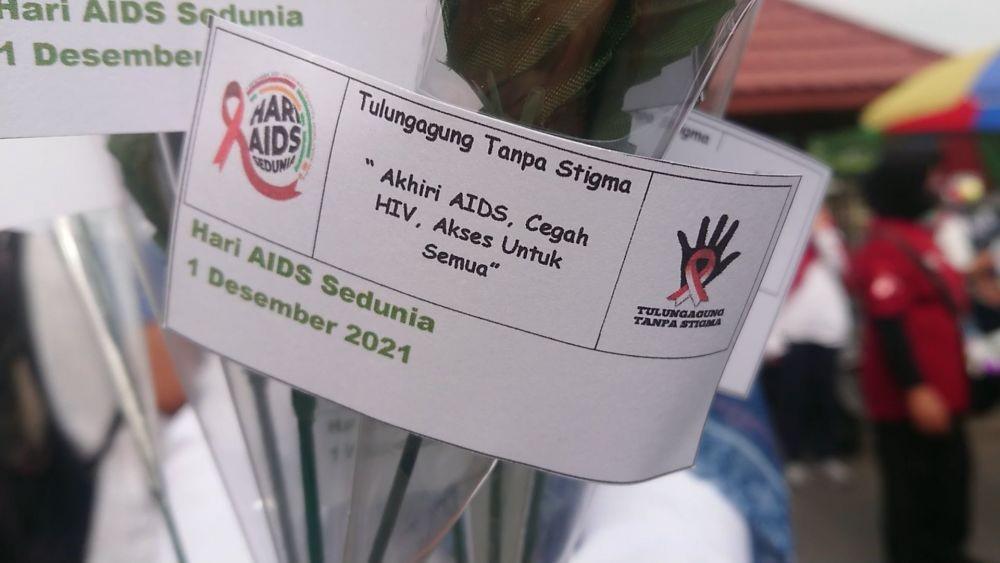 Hari AIDS Sedunia
1 Desember
HARI
AIDS
SEDUNIA
Tulungagung Tanpa Stigma
"Akhiri AIDS, Cegah
HIV, Akses Untuk
Semua"
TULUNGAGUNG
TANPA STIGMA
Hari AIDS Sedunia
1 Desember 2021